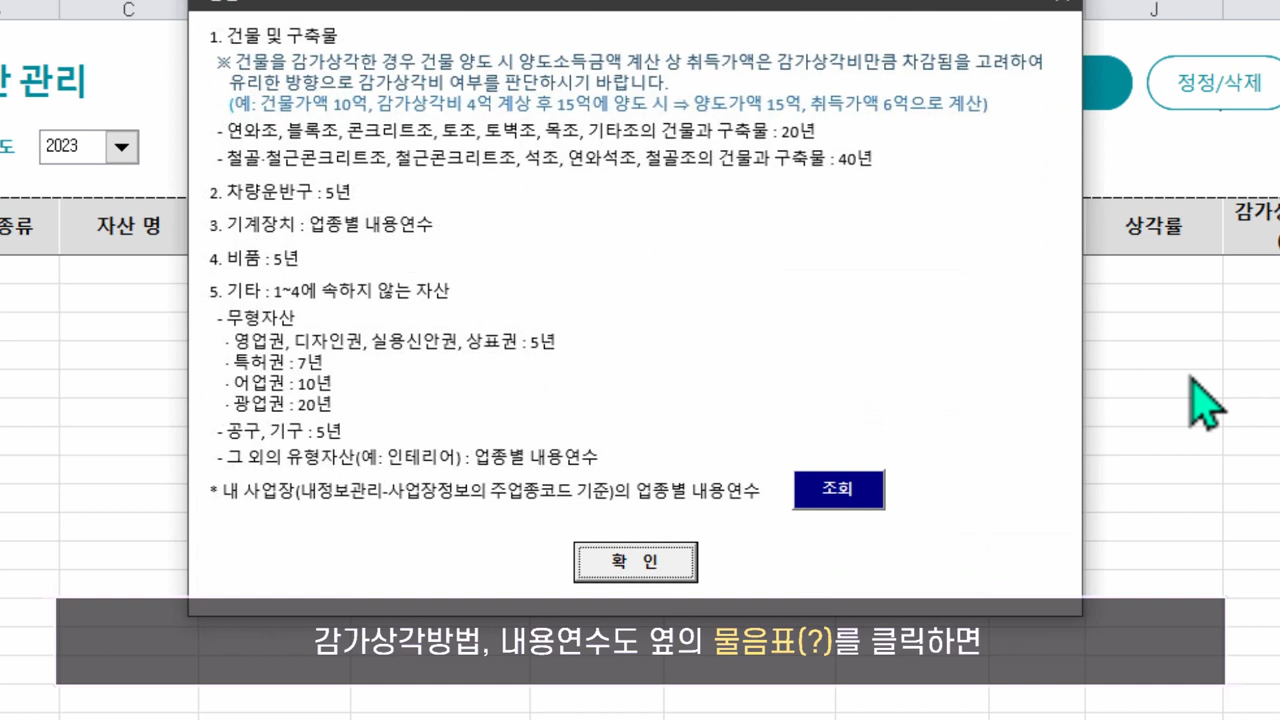 C
J
관리
정정/삭제
2023
종류
자산 명
상각률
1. 건물 및 구축물
※ 건물을 감가상각한 경우 건물 양도 시 양도소득금액 계산 상 취득가액은 감가상각비만큼 차감됨을 고려하여
유리한 방향으로 감가상각비 여부를 판단하시기 바랍니다.
(예: 건물가액 10억, 감가상각비 4억 계상 후 15억에 양도 시 ⇒ 양도가액 15억, 취득가액 6억으로 계산)
- 연와조, 블록조, 콘크리트조, 토조, 토벽조, 목조, 기타조의 건물과 구축물 : 20년
- 철골·철근콘크리트조, 철근콘크리트조, 석조, 연와석조, 철골조의 건물과 구축물 : 40년
2. 차량운반구 : 5년
3. 기계장치 : 업종별 내용연수
4. 비품 : 5년
5. 기타 : 1~4에 속하지 않는 자산
- 무형자산
· 영업권, 디자인권, 실용신안권, 상표권 : 5년
· 특허권 : 7년
· 어업권 : 10년
· 광업권 : 20년
- 공구, 기구 : 5년
- 그 외의 유형자산(예: 인테리어) : 업종별 내용연수
* 내 사업장(내정보관리-사업장정보의 주업종코드 기준)의 업종별 내용연수
조회
확 인
감가상각방법, 내용연수도 옆의 물음표(?)를 클릭하면